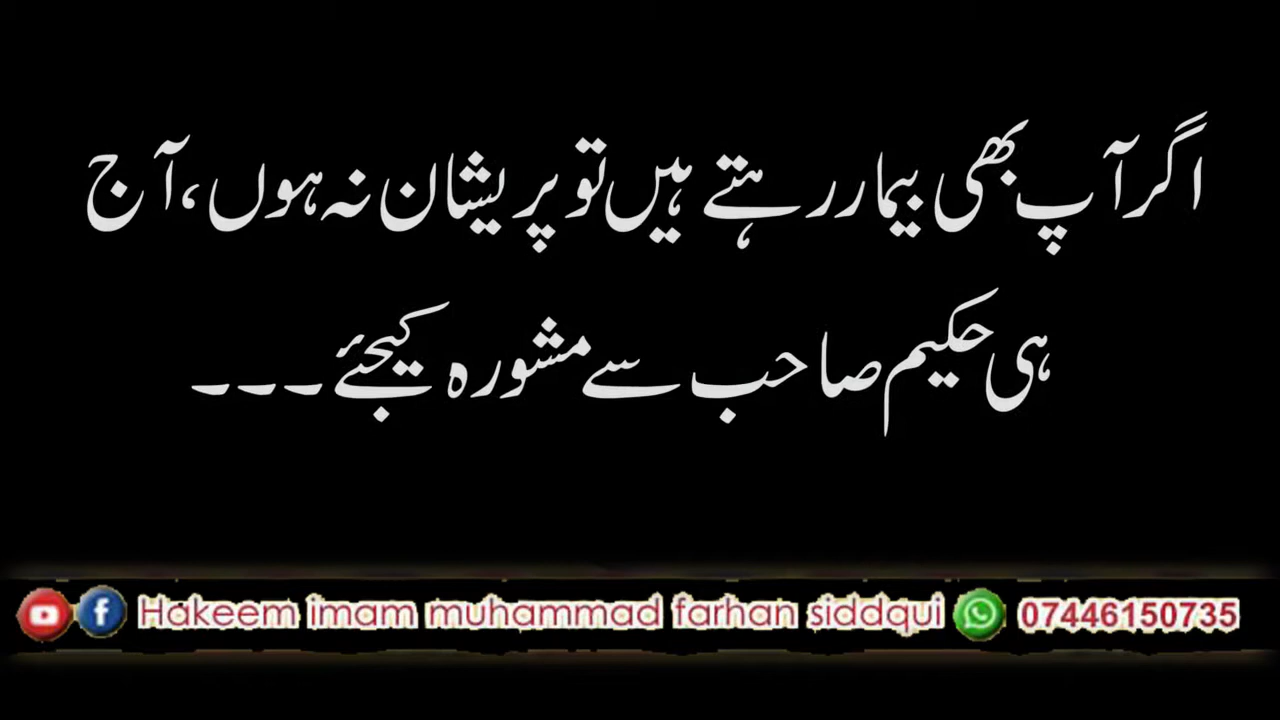 اگر آپ بھی بیمار رہتے ہیں تو پریشان نہ ہوں، آج
ہی حکیم صاحب سے مشورہ کیجئے۔۔۔
Hakeem imam muhammad farhan siddqui 07446150735